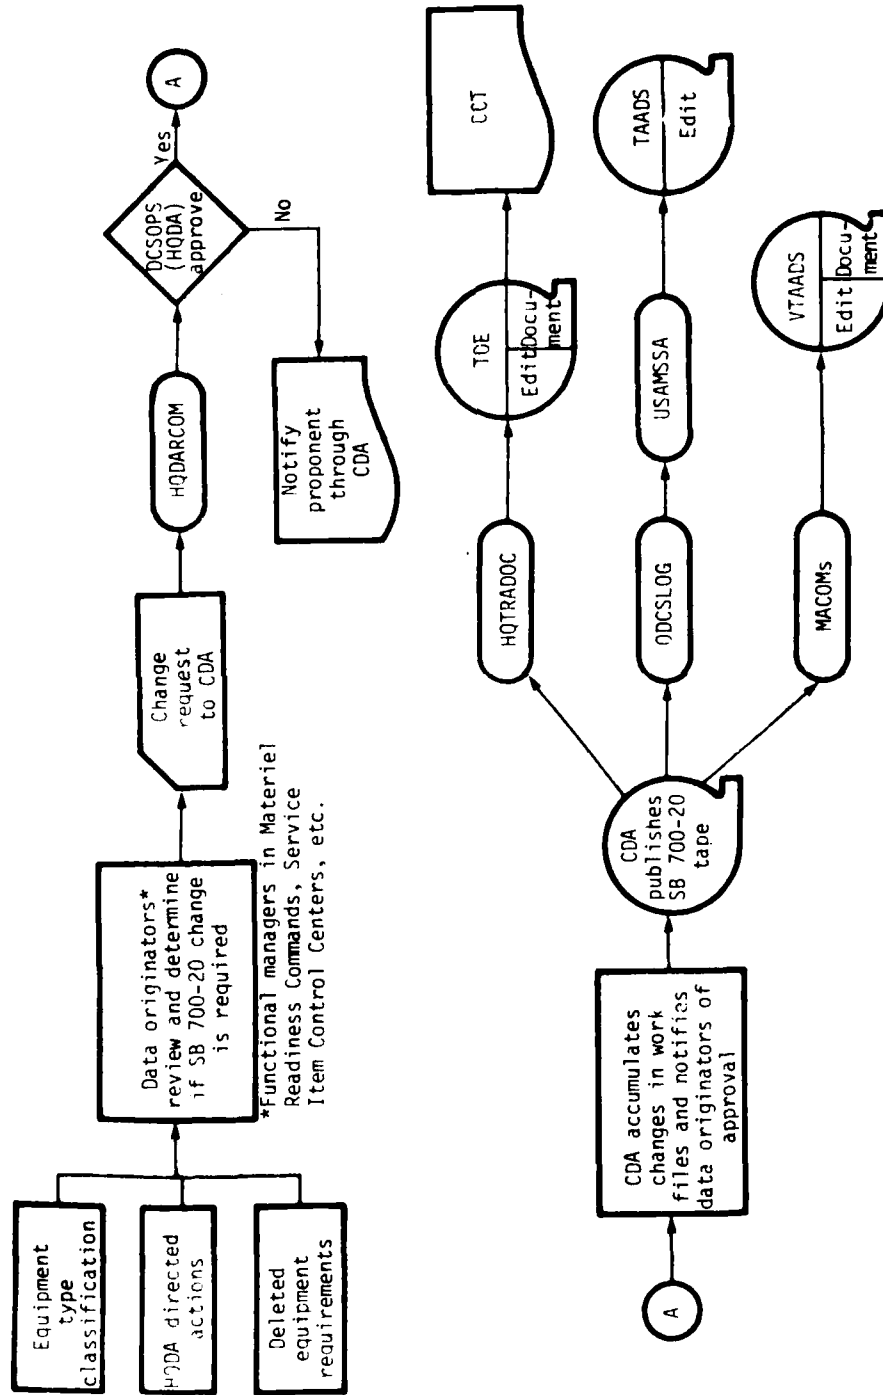 Equipment
type
classification
HQDA directed
actions
Deleted
equipment
requirements
Data originators*
review and determine
if SB 700-20 change
is required
*Functional managers in Materiel
Readiness Commands, Service
Item Control Centers, etc.
Change
request
to CDA
HQDARCOM
DCSOPS
(HQDA)
approve
Yes
A
No
Notify
proponent
through
CDA
A
CDA accumulates
changes in work
files and notifies
data originators of
approval
CDA
publishes
SB 700-20
tape
HQTRADOC
TOE
Edit
Docu-
ment
CCT
ODCSLOG
USAMSSA
TAADS
Edit
MACOMs
VTAADS
Edit
Docu-
ment